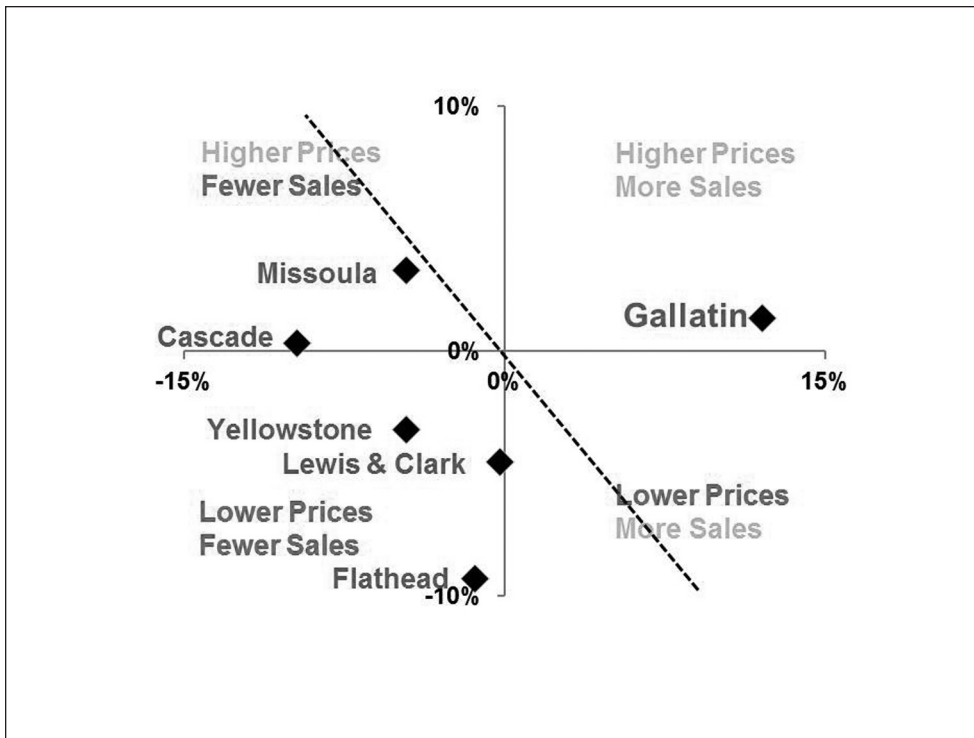 10%
Higher Prices
Fewer Sales
Higher Prices
More Sales
Missoula
Gallatin
Cascade
0%
-15%
0%
15%
Yellowstone
Lewis & Clark
Lower Prices
More Sales
Lower Prices
Fewer Sales
Flathead
-10%